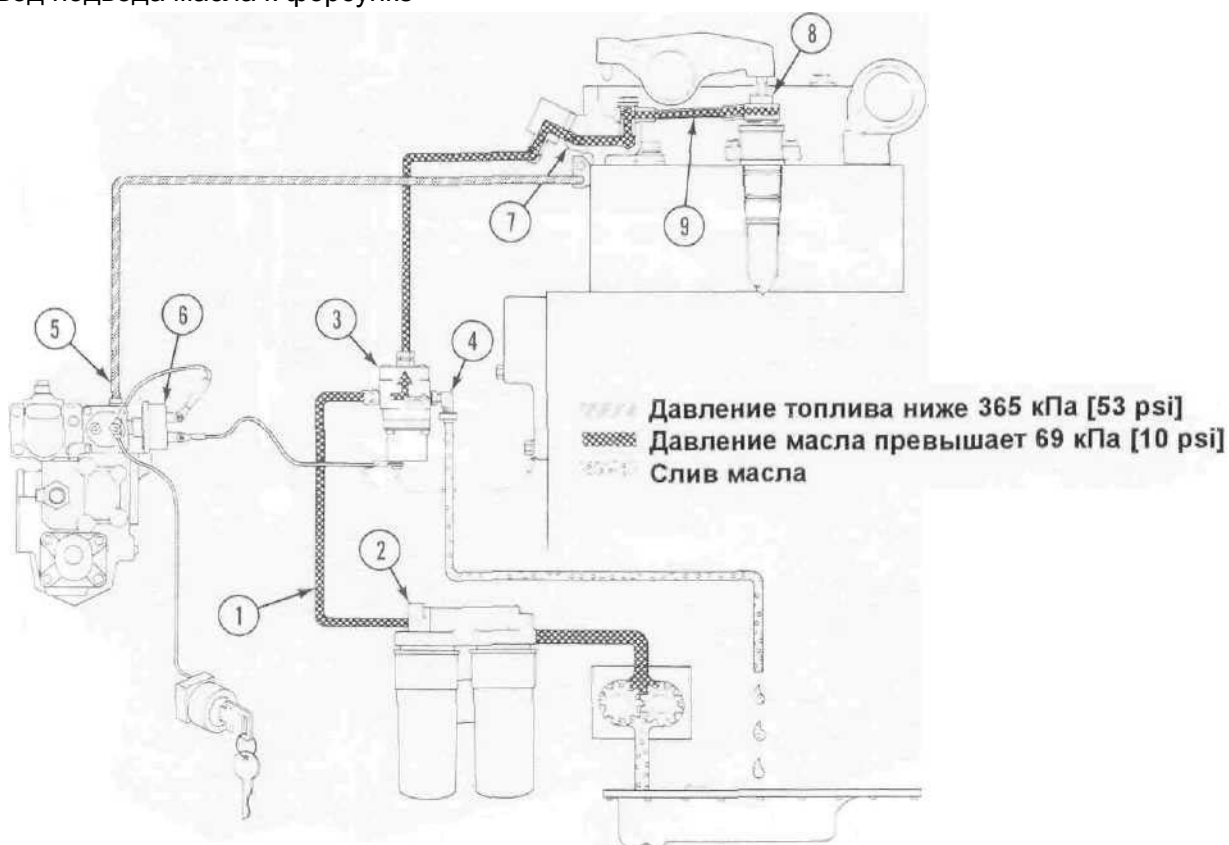 подвода масла к форсунке
8
7
9
5
6
3
4
Давление топлива ниже 365 кПа [53 psi]
Давление масла превышает 69 кПа [10 psi]
Слив масла
2
1